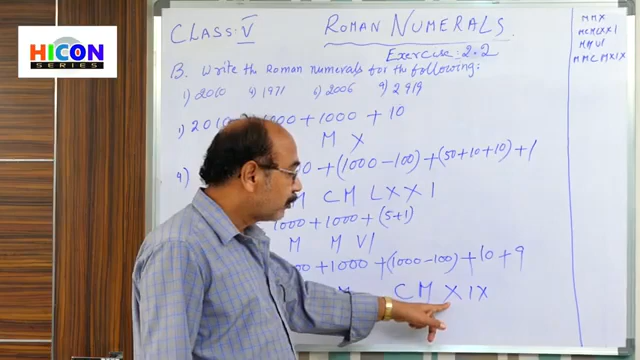 HICON
SERIES
CLASS: V ROMAN NUMERALS
Exercise: 2.2
B. Write the Roman numerals for the following:
1) 2010 4) 1971 6) 2006 9) 2919
1) 2010 1000 + 1000 + 10
M X
4) + (1000-100) + (50+10+10) + 1
M CM LXXI
1000 + 1000 + (5+1)
M M VI
+ 1000 + (1000-100) + 10 + 9
CM X IX
MMX
MCMLXXI
MMVI
MMCMXIX